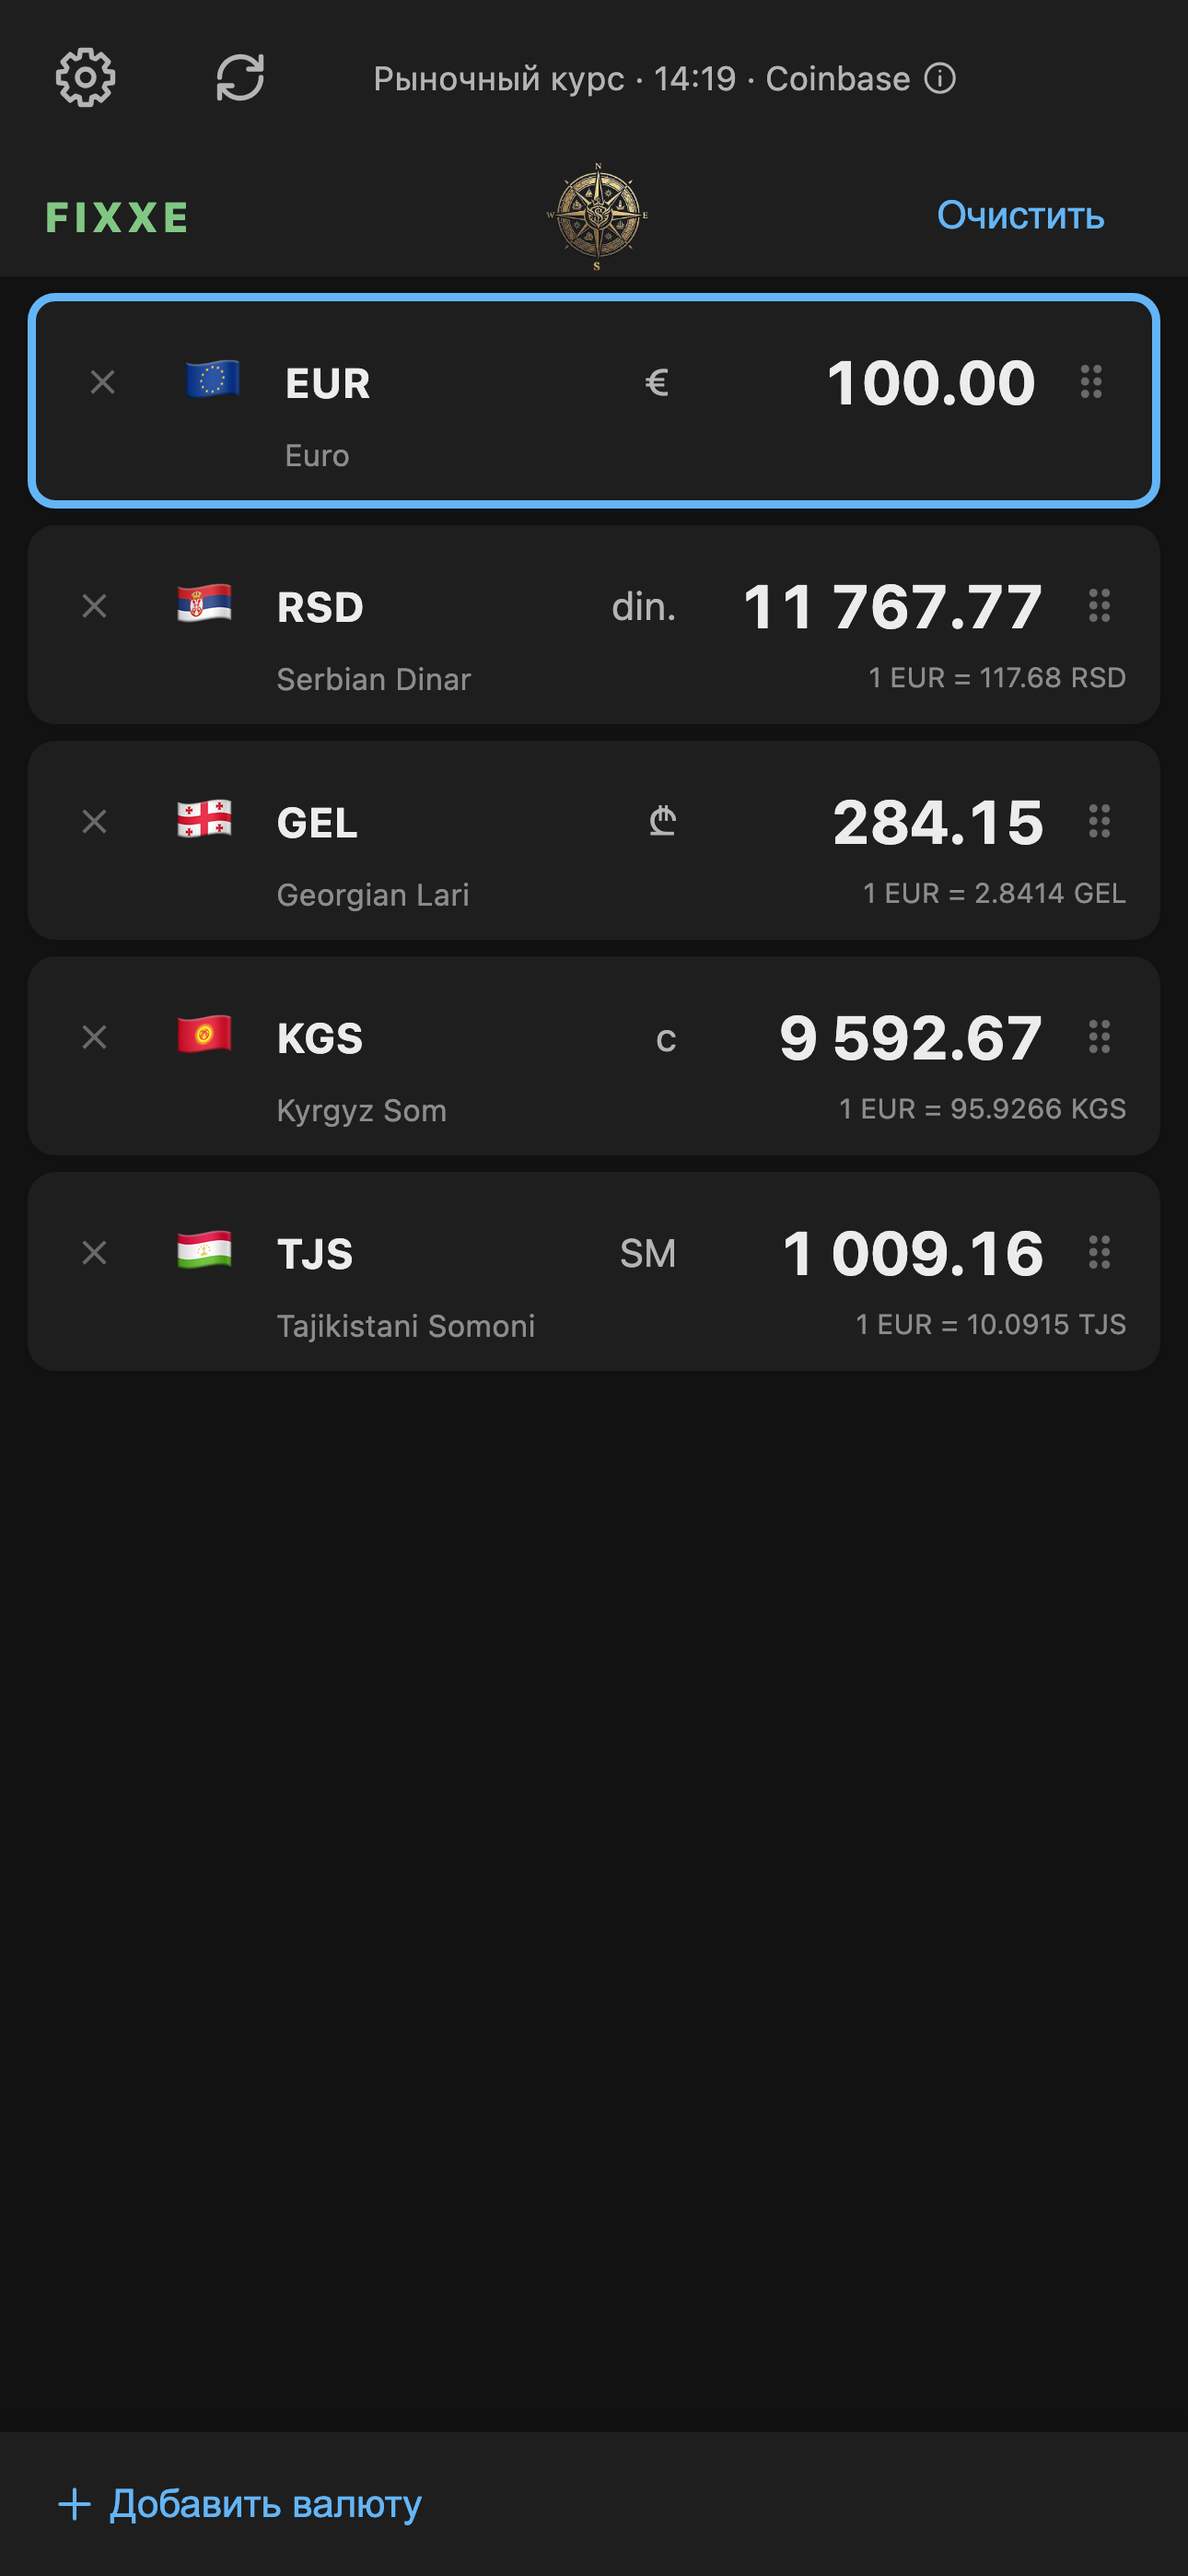 Рыночный курс · 14:19 · Coinbase
FIXXE
N
W
E
S
Очистить
EUR € 100.00
Euro
RSD din. 11 767.77
Serbian Dinar 1 EUR = 117.68 RSD
GEL ₾ 284.15
Georgian Lari 1 EUR = 2.8414 GEL
KGS с 9 592.67
Kyrgyz Som 1 EUR = 95.9266 KGS
TJS SM 1 009.16
Tajikistani Somoni 1 EUR = 10.0915 TJS
+ Добавить валюту